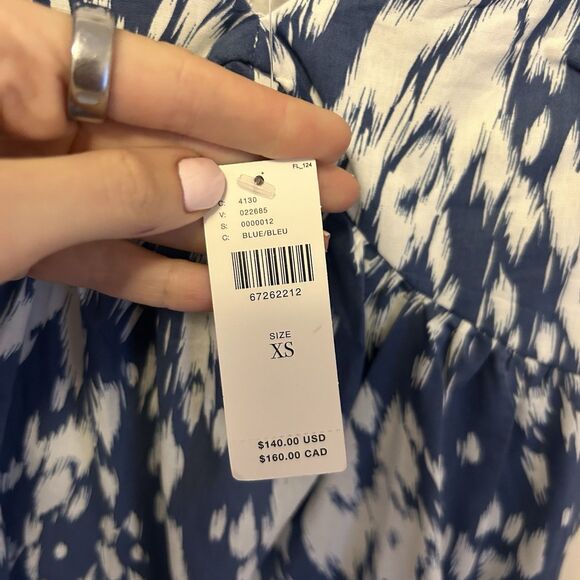 FL_124
C: 4130
V: 022685
S: 0000012
C: BLUE/BLEU
67262212
SIZE
XS
$140.00 USD
$160.00 CAD